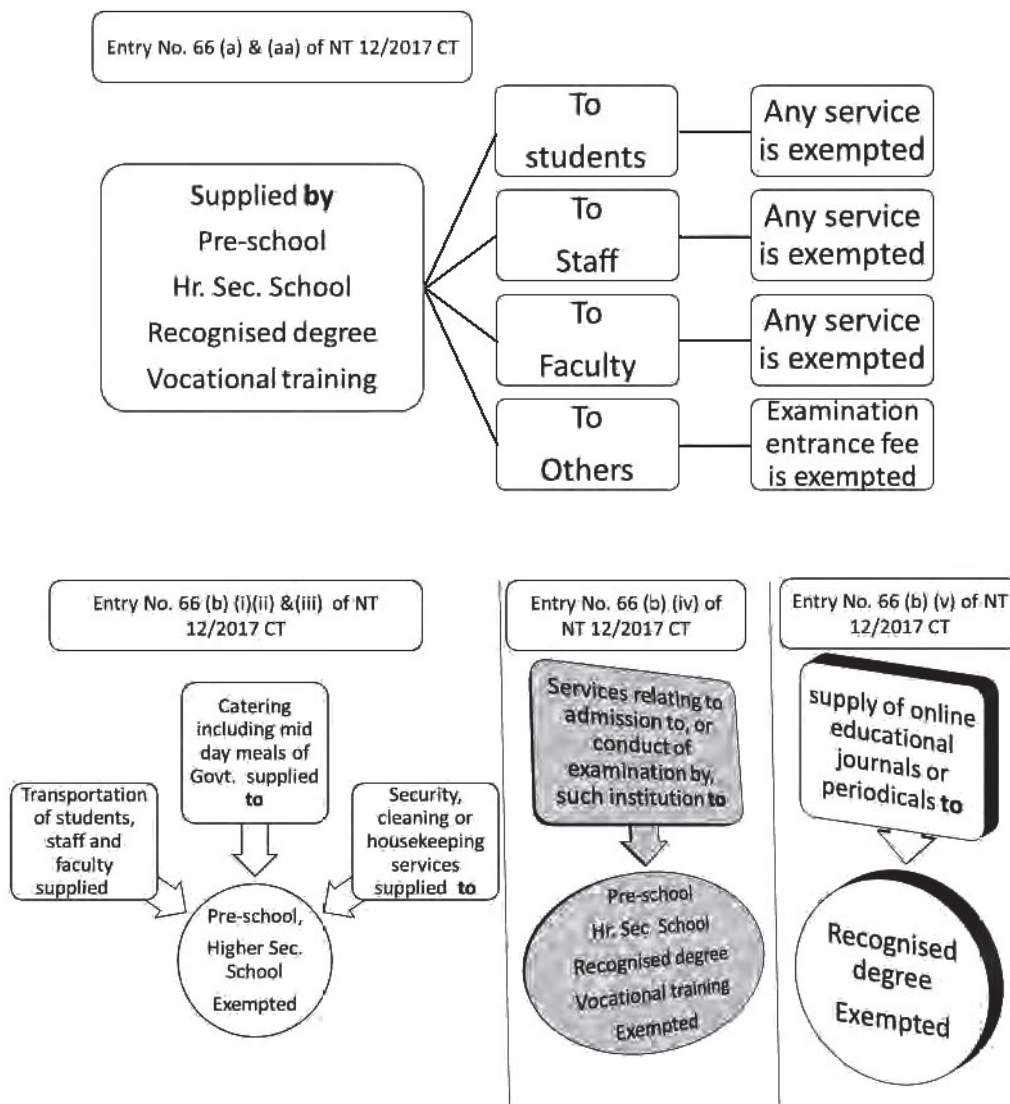 Entry No. 66 (a) & (aa) of NT 12/2017 CT
Supplied by
Pre-school
Hr. Sec. School
Recognised degree
Vocational training
To
students
Any service
is exempted
To
Staff
Any service
is exempted
To
Faculty
Any service
is exempted
To
Others
Examination
entrance fee
is exempted
Entry No. 66 (b) (i)(ii) &(iii) of NT
12/2017 CT
Transportation
of students,
staff and
faculty
supplied
Catering
including mid
day meals of
Govt. supplied
to
Security,
cleaning or
housekeeping
services
supplied to
Pre-school,
Higher Sec.
School
Exempted
Entry No. 66 (b) (iv) of
NT 12/2017 CT
Services relating to
admission to, or
conduct of
examination by,
such institution to
Pre-school
Hr. Sec. School
Recognised degree
Vocational training
Exempted
Entry No. 66 (b) (v) of NT
12/2017 CT
supply of online
educational
journals or
periodicals to
Recognised
degree
Exempted